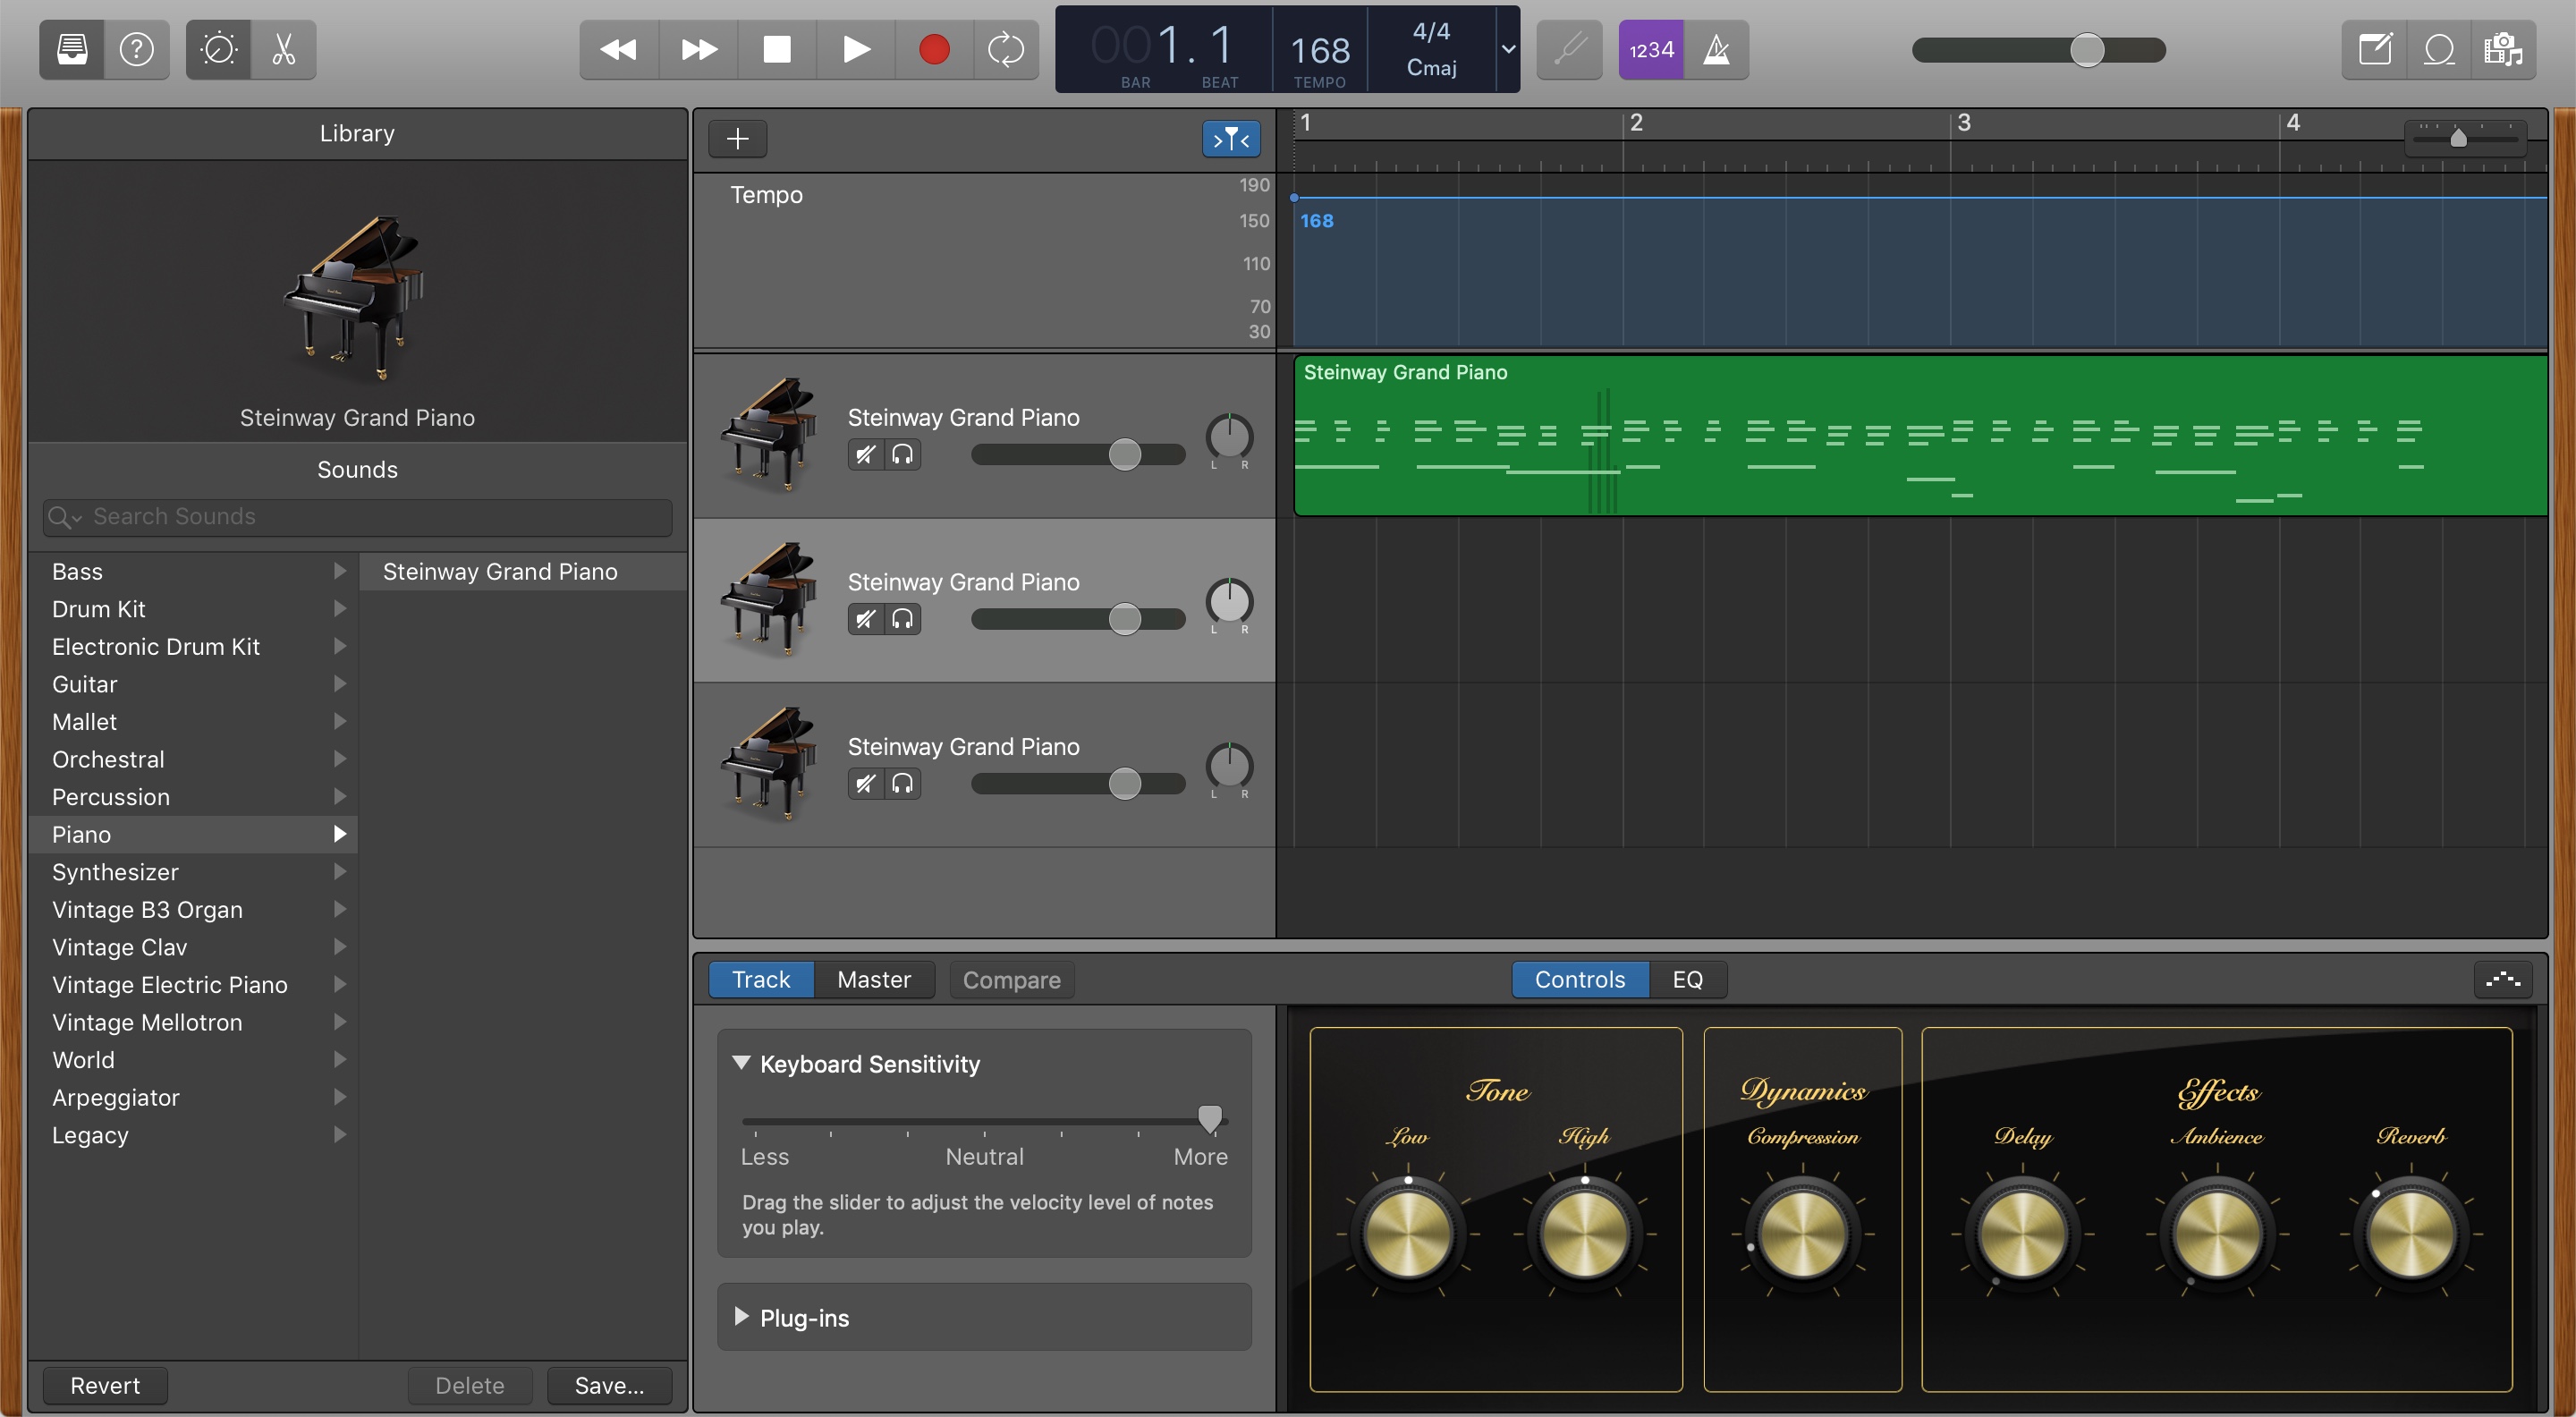 001. 1
BAR
BEAT
168
TEMPO
4/4
Cmaj
1234
Library
Steinway Grand Piano
Sounds
Search Sounds
Bass
Drum Kit
Electronic Drum Kit
Guitar
Mallet
Orchestral
Percussion
Piano
Synthesizer
Vintage B3 Organ
Vintage Clav
Vintage Electric Piano
Vintage Mellotron
World
Arpeggiator
Legacy
Steinway Grand Piano
Revert
Delete
Save...
1
2
3
4
Tempo
190
150
110
70
30
168
Steinway Grand Piano
L R
Steinway Grand Piano
Steinway Grand Piano
L R
Steinway Grand Piano
L R
Track
Master
Compare
Controls
EQ
Keyboard Sensitivity
Less
Neutral
More
Drag the slider to adjust the velocity level of notes
you play.
Plug-ins
Tone
Low
High
Dynamics
Compression
Effects
Delay
Ambience
Reverb